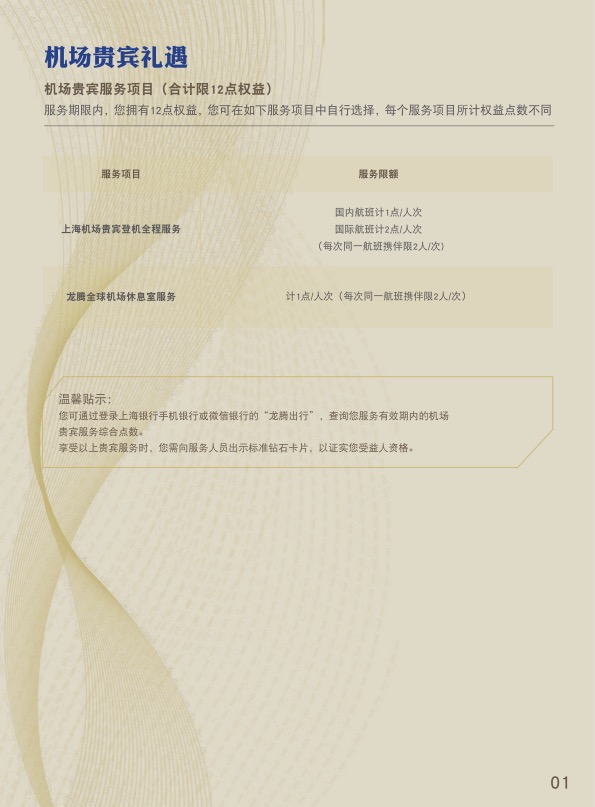 机场贵宾礼遇
机场贵宾服务项目（合计限12点权益）
服务期限内，您拥有12点权益，您可在如下服务项目中自行选择，每个服务项目所计权益点数不同
服务项目 服务限额
国内航班计1点/人次
上海机场贵宾登机全程服务 国际航班计2点/人次
（每次同一航班携伴限2人/次）
龙腾全球机场休息室服务 计1点/人次（每次同一航班携伴限2人/次）
温馨贴示：
您可通过登录上海银行手机银行或微信银行的“龙腾出行”，查询您服务有效期内的机场
贵宾服务综合点数。
享受以上贵宾服务时，您需向服务人员出示标准钻石卡片，以证实您受益人资格。
01